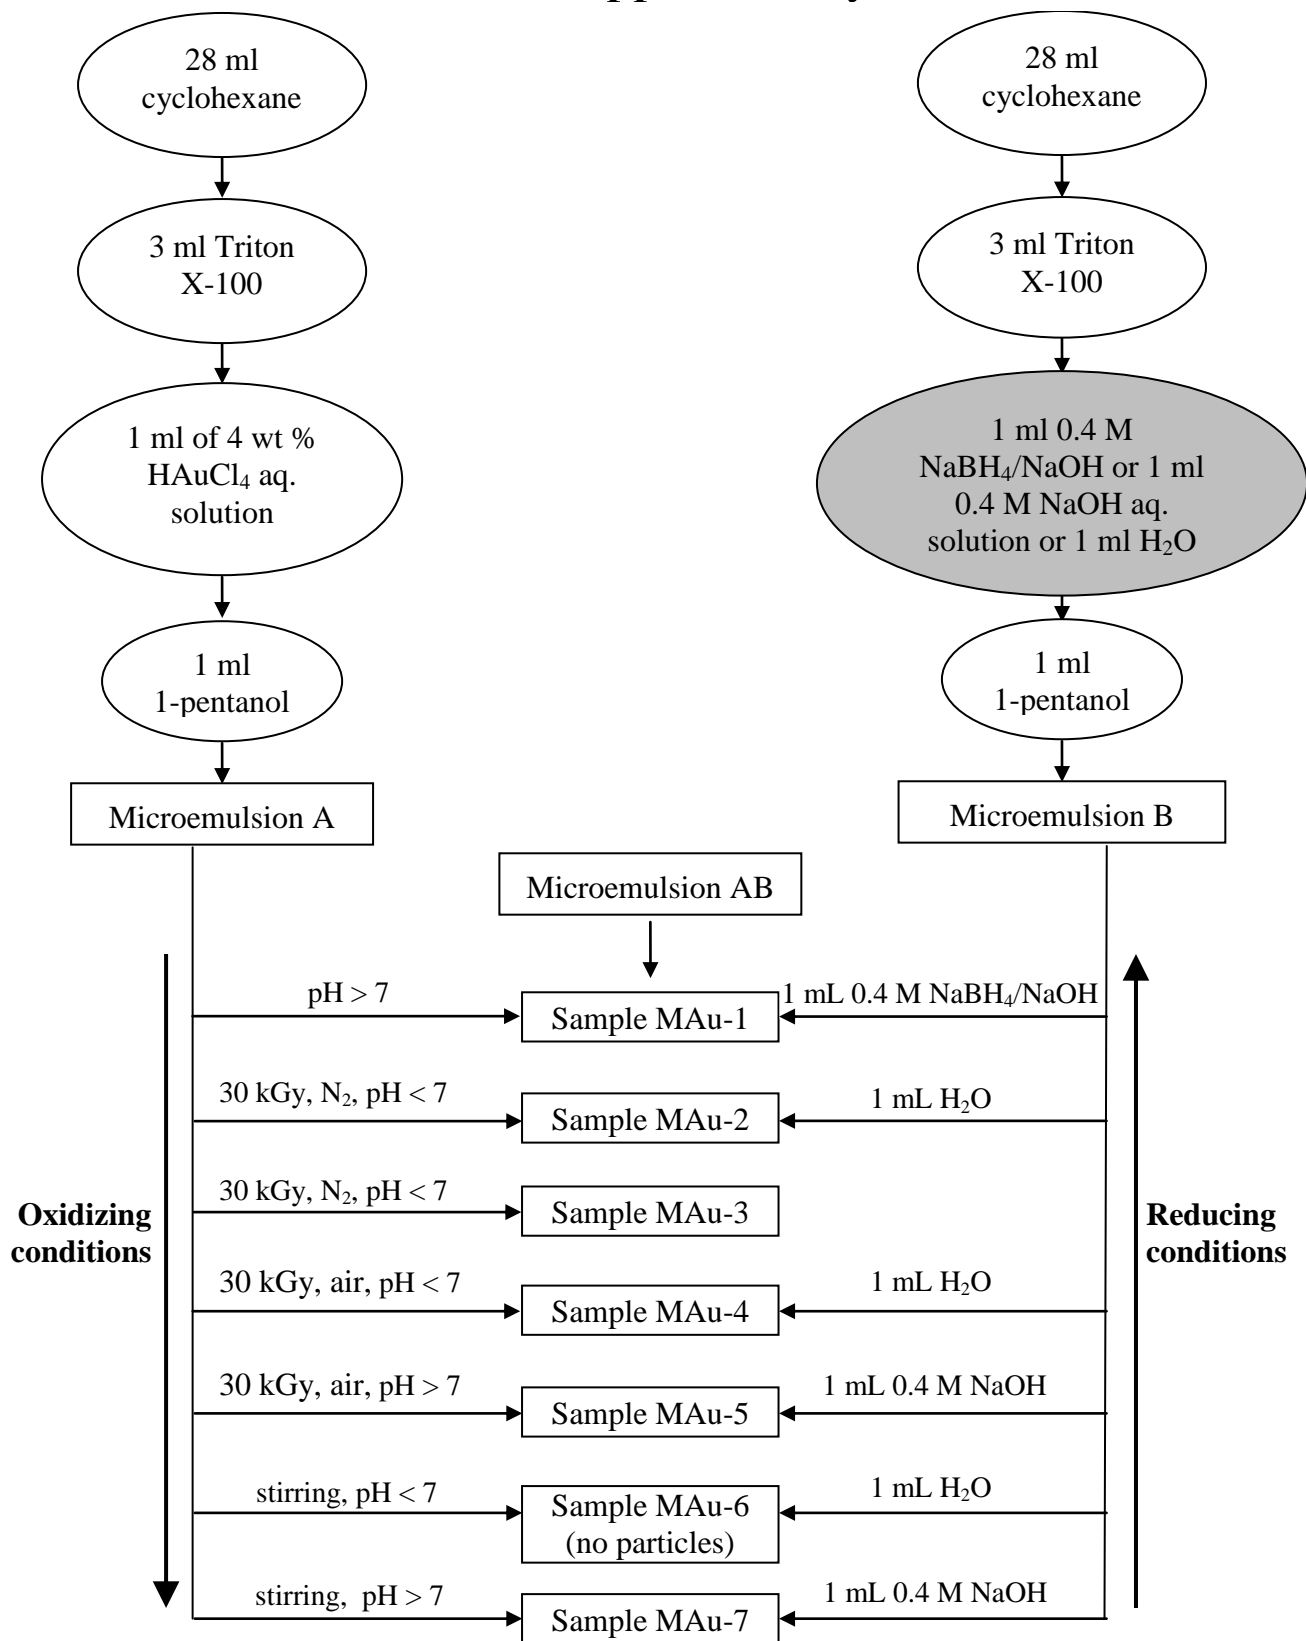 28 ml
cyclohexane
3 ml Triton
X-100
1 ml of 4 wt %
HAuCl₄ aq.
solution
1 ml
1-pentanol
Microemulsion A
28 ml
cyclohexane
3 ml Triton
X-100
1 ml 0.4 M
NaBH₄/NaOH or 1 ml
0.4 M NaOH aq.
solution or 1 ml H₂O
1 ml
1-pentanol
Microemulsion B
Microemulsion AB
pH > 7
Sample MAu-1
1 mL 0.4 M NaBH₄/NaOH
30 kGy, N₂, pH < 7
Sample MAu-2
1 mL H₂O
30 kGy, N₂, pH < 7
Sample MAu-3
Oxidizing
conditions
Reducing
conditions
30 kGy, air, pH < 7
Sample MAu-4
1 mL H₂O
30 kGy, air, pH > 7
Sample MAu-5
1 mL 0.4 M NaOH
stirring, pH < 7
Sample MAu-6
(no particles)
1 mL H₂O
stirring, pH > 7
Sample MAu-7
1 mL 0.4 M NaOH